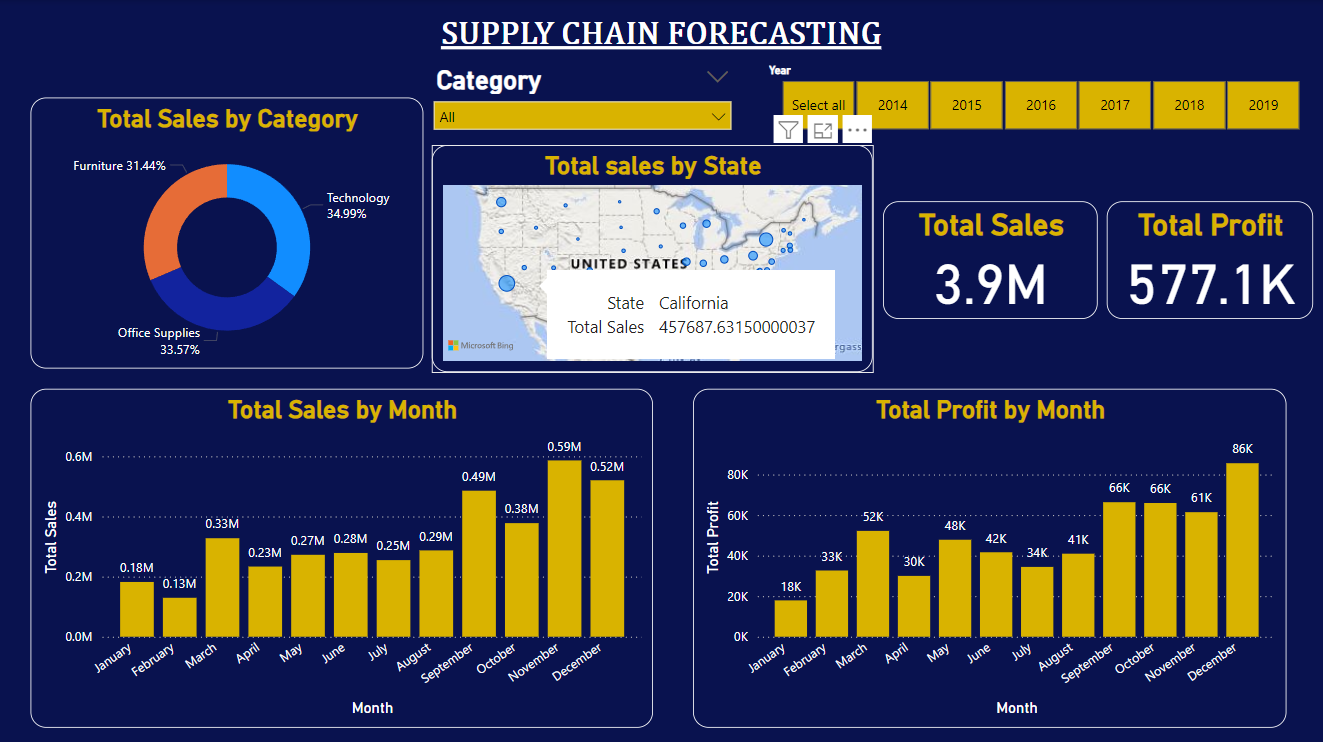 SUPPLY CHAIN FORECASTING
Category
All
Year
Select all
2014
2015
2016
2017
2018
2019
Total Sales by Category
Furniture 31.44%
Technology
34.99%
Office Supplies
33.57%
Total sales by State
UNITED STATES
State California
Total Sales 457687.63150000037
Microsoft Bing
rgass
Total Sales
3.9M
Total Profit
577.1K
Total Sales by Month
Total Sales
0.6M
0.4M
0.2M
0.0M
0.18M
0.13M
0.33M
0.23M
0.27M
0.28M
0.25M
0.29M
0.49M
0.38M
0.59M
0.52M
January
February
March
April
May
June
July
August
September
October
November
December
Month
Total Profit by Month
Total Profit
80K
60K
40K
20K
0K
18K
33K
52K
30K
48K
42K
34K
41K
66K
66K
61K
86K
January
February
March
April
May
June
July
August
September
October
November
December
Month